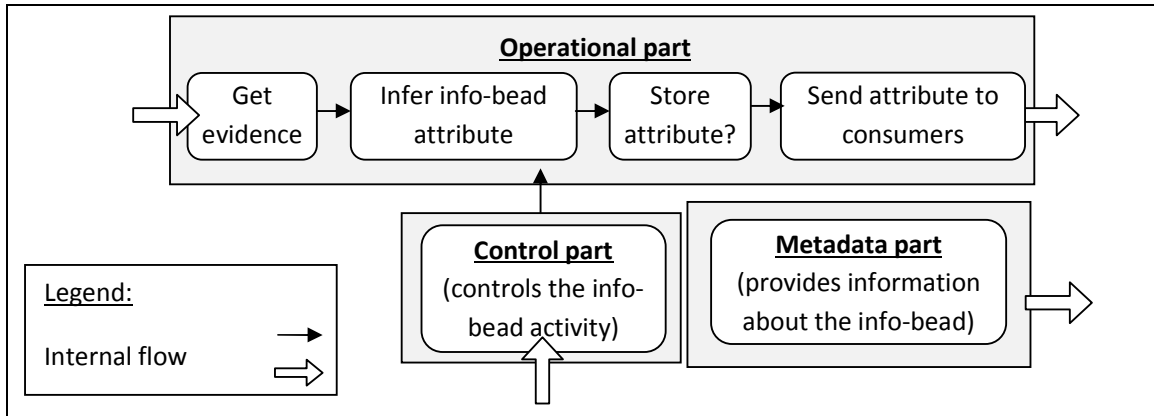 Operational part
Get
evidence
Infer info-bead
attribute
Store
attribute?
Send attribute to
consumers
Control part
(controls the info-
bead activity)
Metadata part
(provides information
about the info-bead)
Legend:
Internal flow